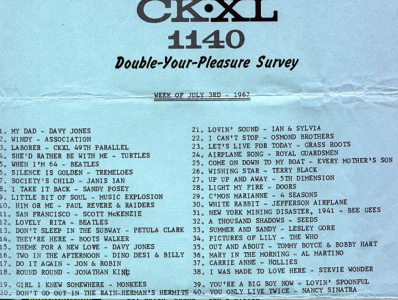 CK·XL
1140
Double-Your-Pleasure Survey
WEEK OF JULY 3RD - 1967
1. MY DAD - DAVY JONES
2. WINDY - ASSOCIATION
3. LABORER - CKXL 49TH PARALLEL
4. SHE'D RATHER BE WITH ME - TURTLES
5. WHEN I'M 64 - BEATLES
6. SILENCE IS GOLDEN - TREMELOES
7. SOCIETY'S CHILD - JANIS IAN
8. I TAKE IT BACK - SANDY POSEY
9. LITTLE BIT OF SOUL - MUSIC EXPLOSION
10. HIM OR ME - PAUL REVERE & RAIDERS
11. SAN FRANCISCO - SCOTT McKENZIE
12. LOVELY RITA - BEATLES
13. DON'T SLEEP IN THE SUBWAY - PETULA CLARK
14. THEY'RE HERE - BOOTS WALKER
15. THEME FOR A NEW LOVE - DAVY JONES
16. TWO IN THE AFTERNOON - DINO DESI & BILLY
17. DO IT AGAIN - JON & ROBIN
18. ROUND ROUND - JONATHAN KING
19. GIRL I KNEW SOMEWHERE - MONKEES
20. DON'T GO OUT IN THE RAIN-HERMAN'S HERMITS
21. LOVIN' SOUND - IAN & SYLVIA
22. I CAN'T STOP - OSMOND BROTHERS
23. LET'S LIVE FOR TODAY - GRASS ROOTS
24. AIRPLANE SONG - ROYAL GUARDSMEN
25. COME ON DOWN TO MY BOAT - EVERY MOTHER'S SON
26. WISHING STAR - TERRY BLACK
27. UP UP AND AWAY - 5TH DIMENSION
28. LIGHT MY FIRE - DOORS
29. C'MON MARIANNE - 4 SEASONS
30. WHITE RABBIT - JEFFERSON AIRPLANE
31. NEW YORK MINING DISASTER, 1941 - BEE GEES
32. A THOUSAND SHADOWS - SEEDS
33. SUMMER AND SANDY - LESLEY GORE
34. PICTURES OF LILY - THE WHO
35. OUT AND ABOUT - TOMMY BOYCE & BOBBY HART
36. MARY IN THE MORNING - AL MARTINO
37. CARRIE ANNE - HOLLIES
38. I WAS MADE TO LOVE HERE - STEVIE WONDER
39. YOU'RE A BIG BOY NOW - LOVIN' SPOONFUL
40. YOU ONLY LIVE TWICE - NANCY SINATRA